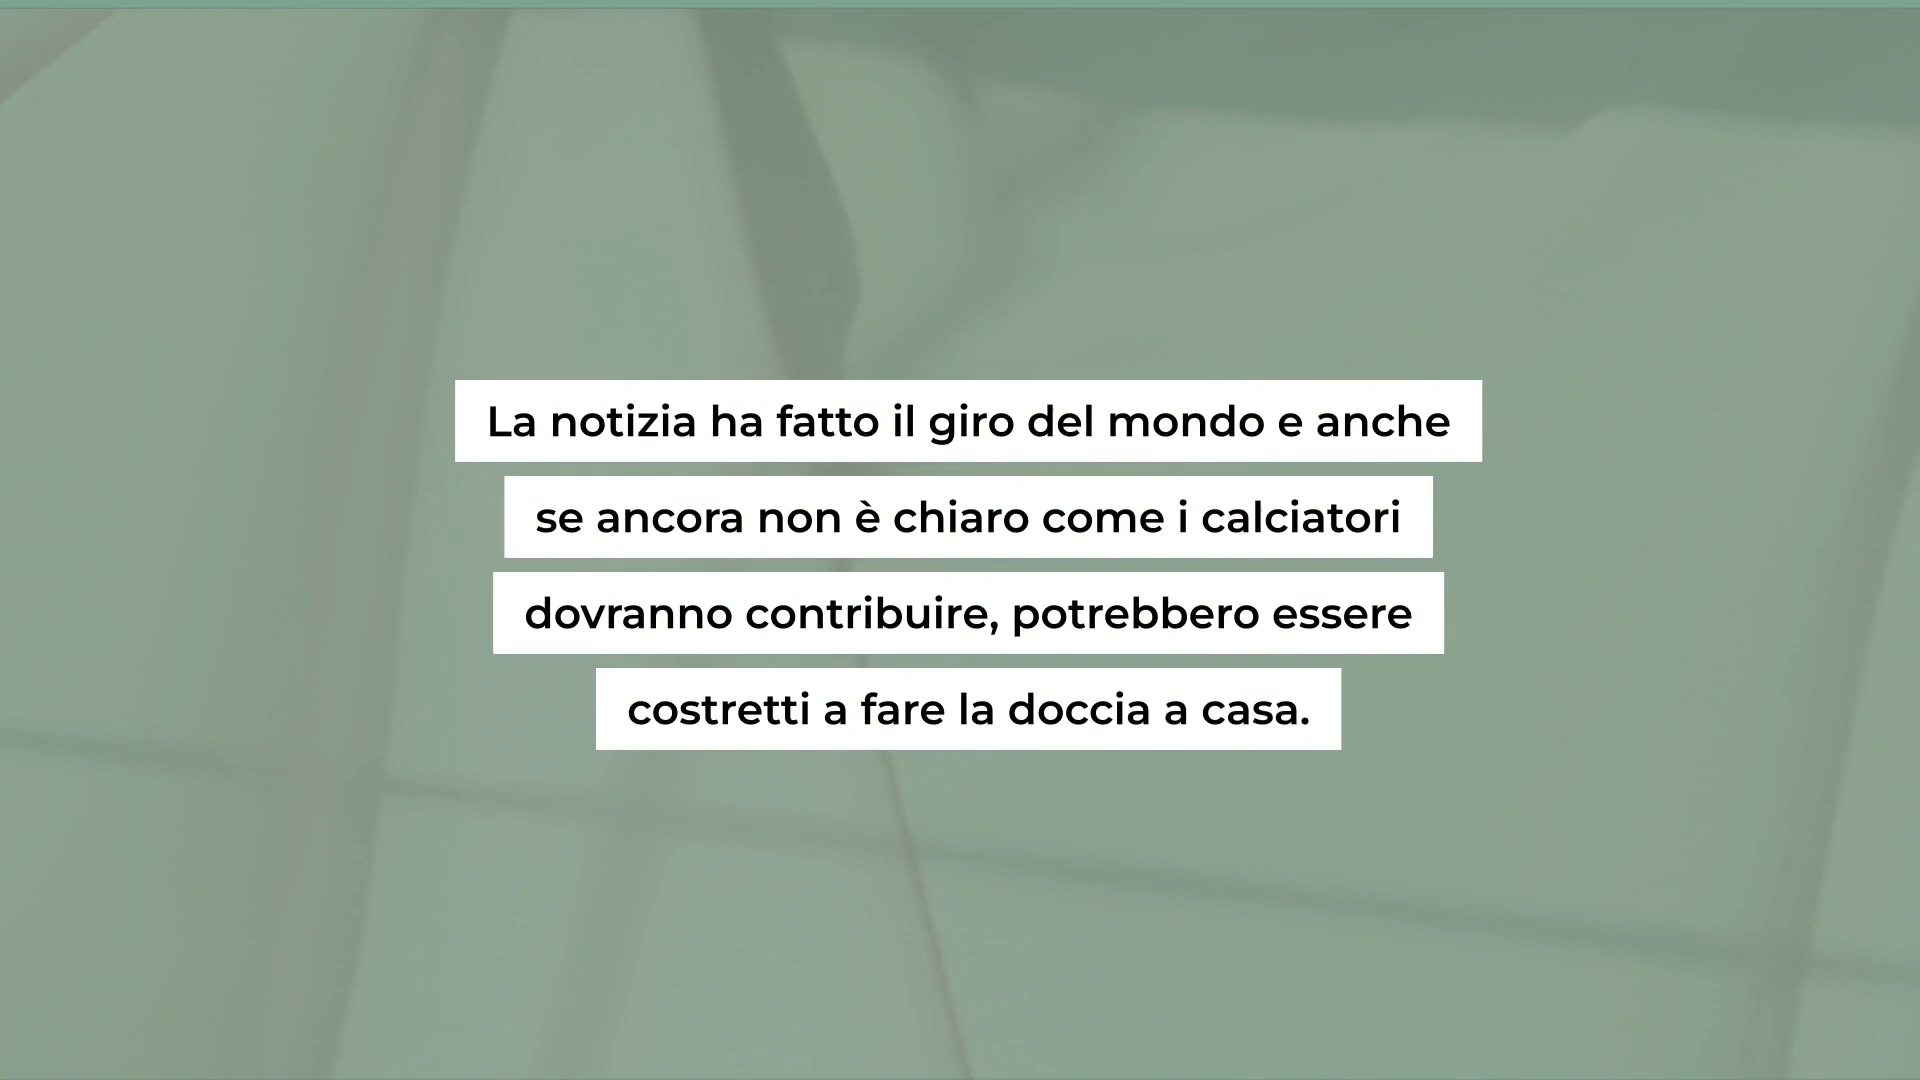 La notizia ha fatto il giro del mondo e anche
se ancora non è chiaro come i calciatori
dovranno contribuire, potrebbero essere
costretti a fare la doccia a casa.